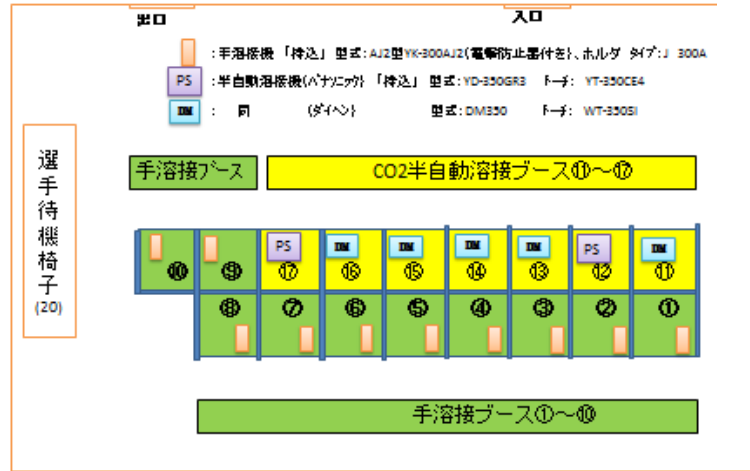 出口 入口
:手溶接機 「持込」 型式:AJ2型YK-300AJ2(電撃防止器付き)、ホルダ タイプ:J 300A
PS :半自動溶接機(パナソニック) 「持込」 型式:YD-350GR3 トーチ: YT-350CE4
DM : 同 (ダイヘン) 型式:DM350 トーチ: WT-350SI
選手待機椅子
(20)
手溶接ブース CO2半自動溶接ブース⑪~⑰
PS DM DM DM DM PS DM
⑩ ⑨ ⑰ ⑯ ⑮ ⑭ ⑬ ⑫ ⑪
⑧ ⑦ ⑥ ⑤ ④ ③ ② ①
手溶接ブース①~⑩